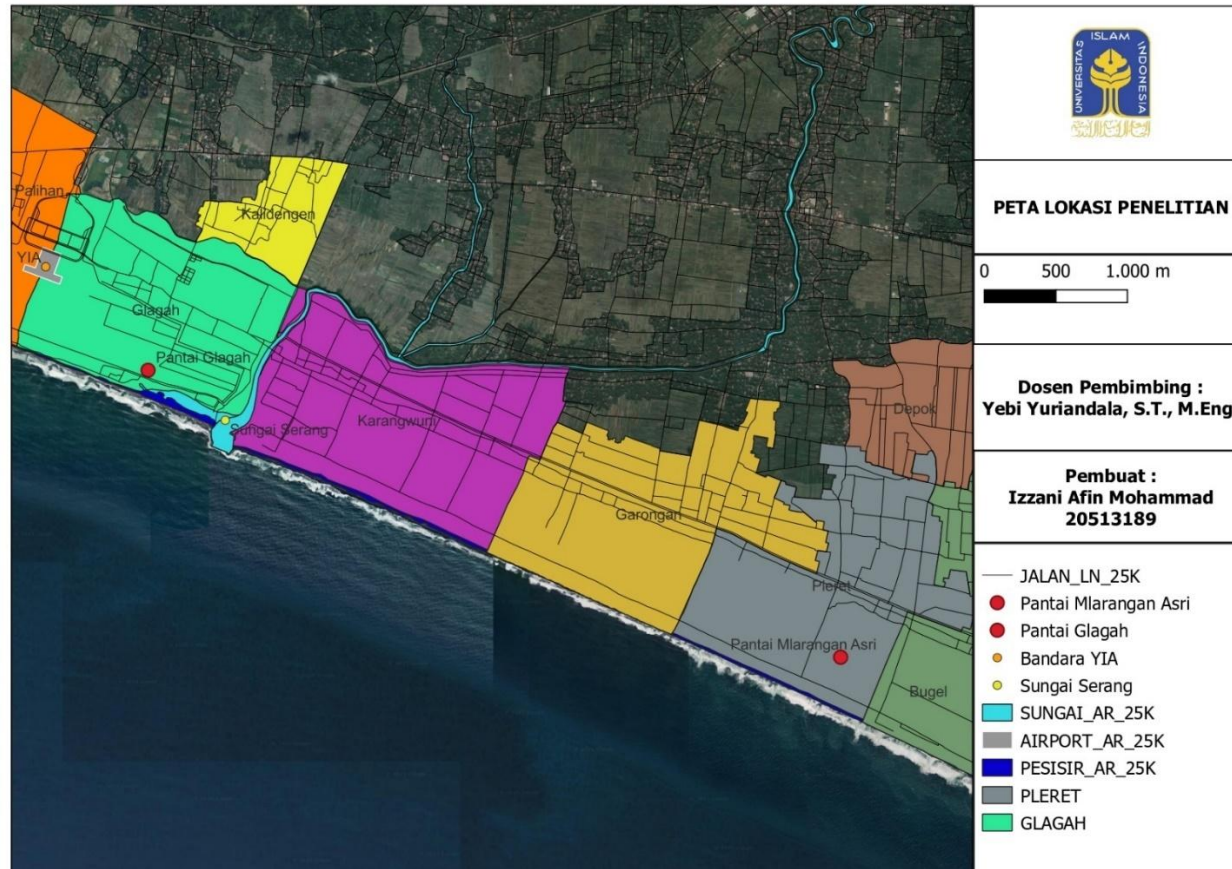 Palihan
Kalidengen
YIA
Glagah
Pantai Glagah
Sungai Serang
Karangwuny
Depok
Garongan
Pleret
Pantai Mlarangan Asri
Bugel
UNIVERSITAS ISLAM INDONESIA
PETA LOKASI PENELITIAN
0 500 1.000 m
Dosen Pembimbing :
Yebi Yuriandala, S.T., M.Eng
Pembuat :
Izzani Afin Mohammad
20513189
JALAN_LN_25K
Pantai Mlarangan Asri
Pantai Glagah
Bandara YIA
Sungai Serang
SUNGAI_AR_25K
AIRPORT_AR_25K
PESISIR_AR_25K
PLERET
GLAGAH